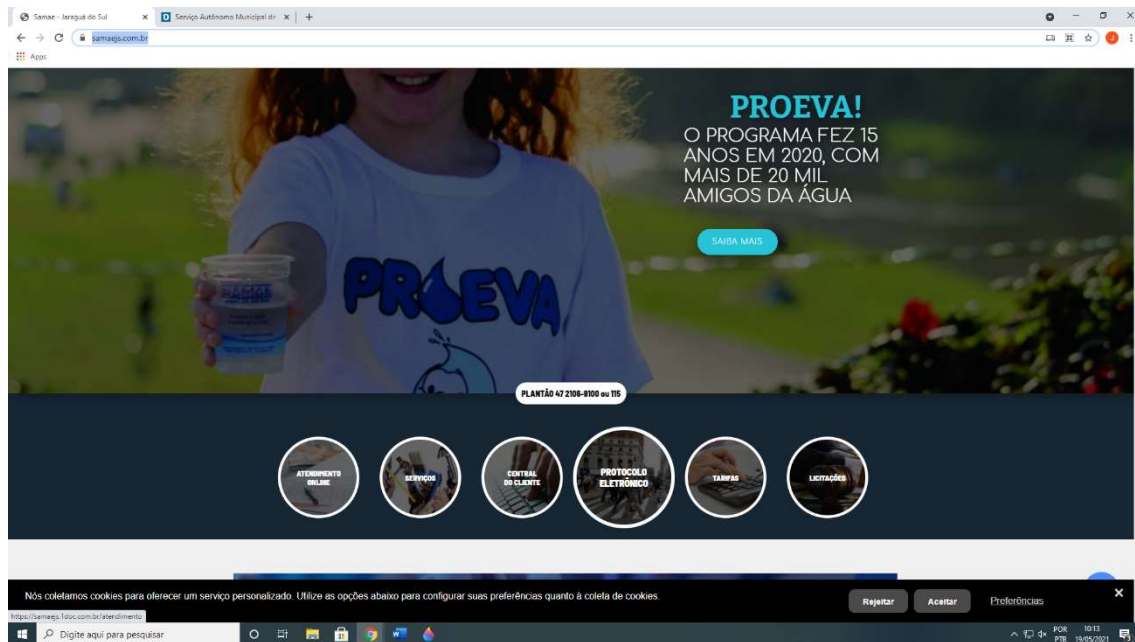 Samae - Jaraguá do Sul
Serviço Autônomo Municipal de
samaejs.com.br
Apps
PROEVA!
O PROGRAMA FEZ 15
ANOS EM 2020, COM
MAIS DE 20 MIL
AMIGOS DA ÁGUA
SAIBA MAIS
PROEVA
SAMAE
PLANTÃO 47 2106-9100 ou 115
ATENDIMENTO
ONLINE
SERVIÇOS
CENTRAL
DO CLIENTE
PROTOCOLO
ELETRÔNICO
TARIFAS
LICITAÇÕES
Nós coletamos cookies para oferecer um serviço personalizado. Utilize as opções abaixo para configurar suas preferências quanto à coleta de cookies.
Rejeitar
Aceitar
Preferências
https://samaejs.1doc.com.br/atendimento
Digite aqui para pesquisar
POR
PTB
10:13
19/05/2021